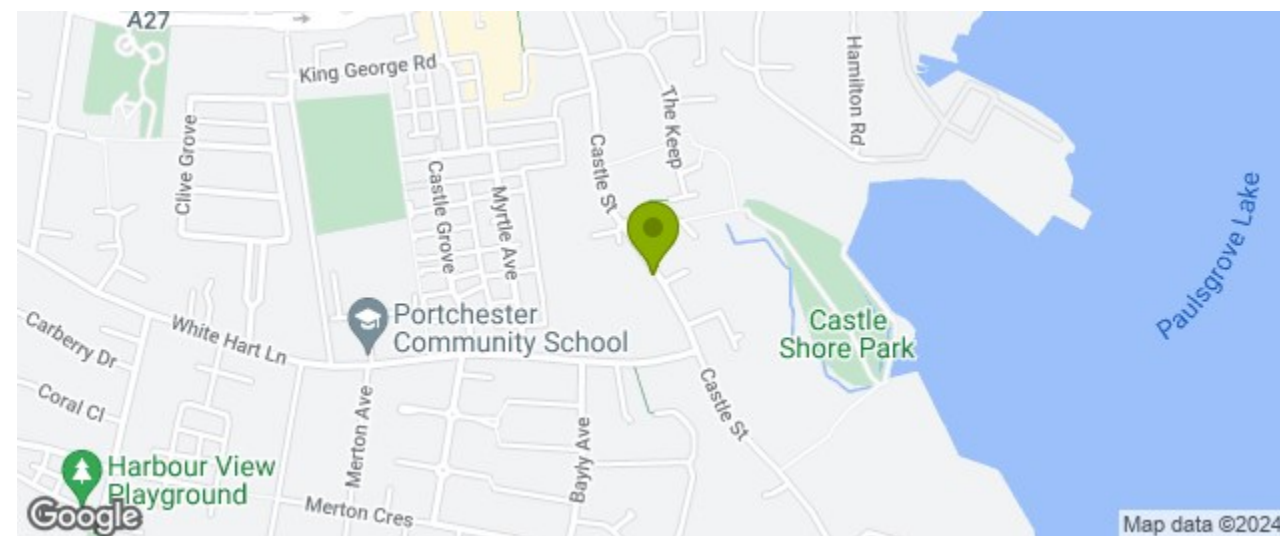 A27
King George Rd
Hamilton Rd
The Keep
Clive Grove
Castle St
Castle Grove
Myrtle Ave
Paulsgrove Lake
Portchester
Community School
White Hart Ln
Castle
Shore Park
Carberry Dr
Castle St
Coral Cl
Merton Ave
Bayly Ave
Harbour View
Playground
Merton Cres
Google
Map data ©2024